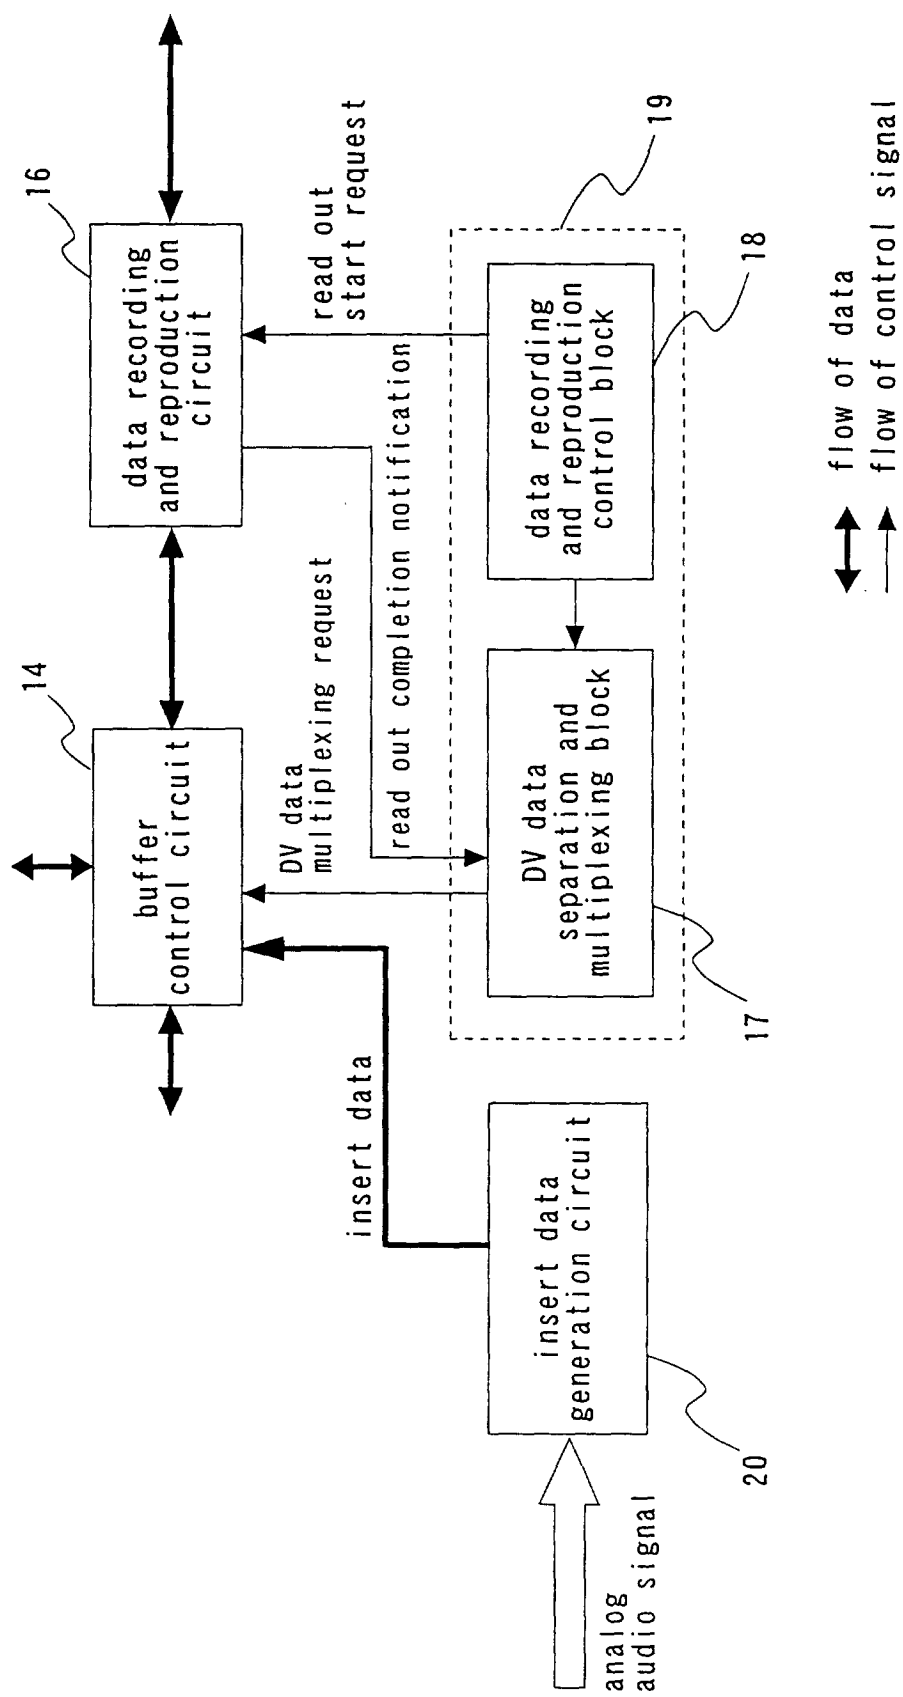 14
16
buffer
control circuit
data recording
and reproduction
circuit
DV data
multiplexing request
read out
start request
insert data
read out completion notification
19
analog
audio signal
insert data
generation circuit
DV data
separation and
multiplexing block
data recording
and reproduction
control block
20
17
18
flow of data
flow of control signal